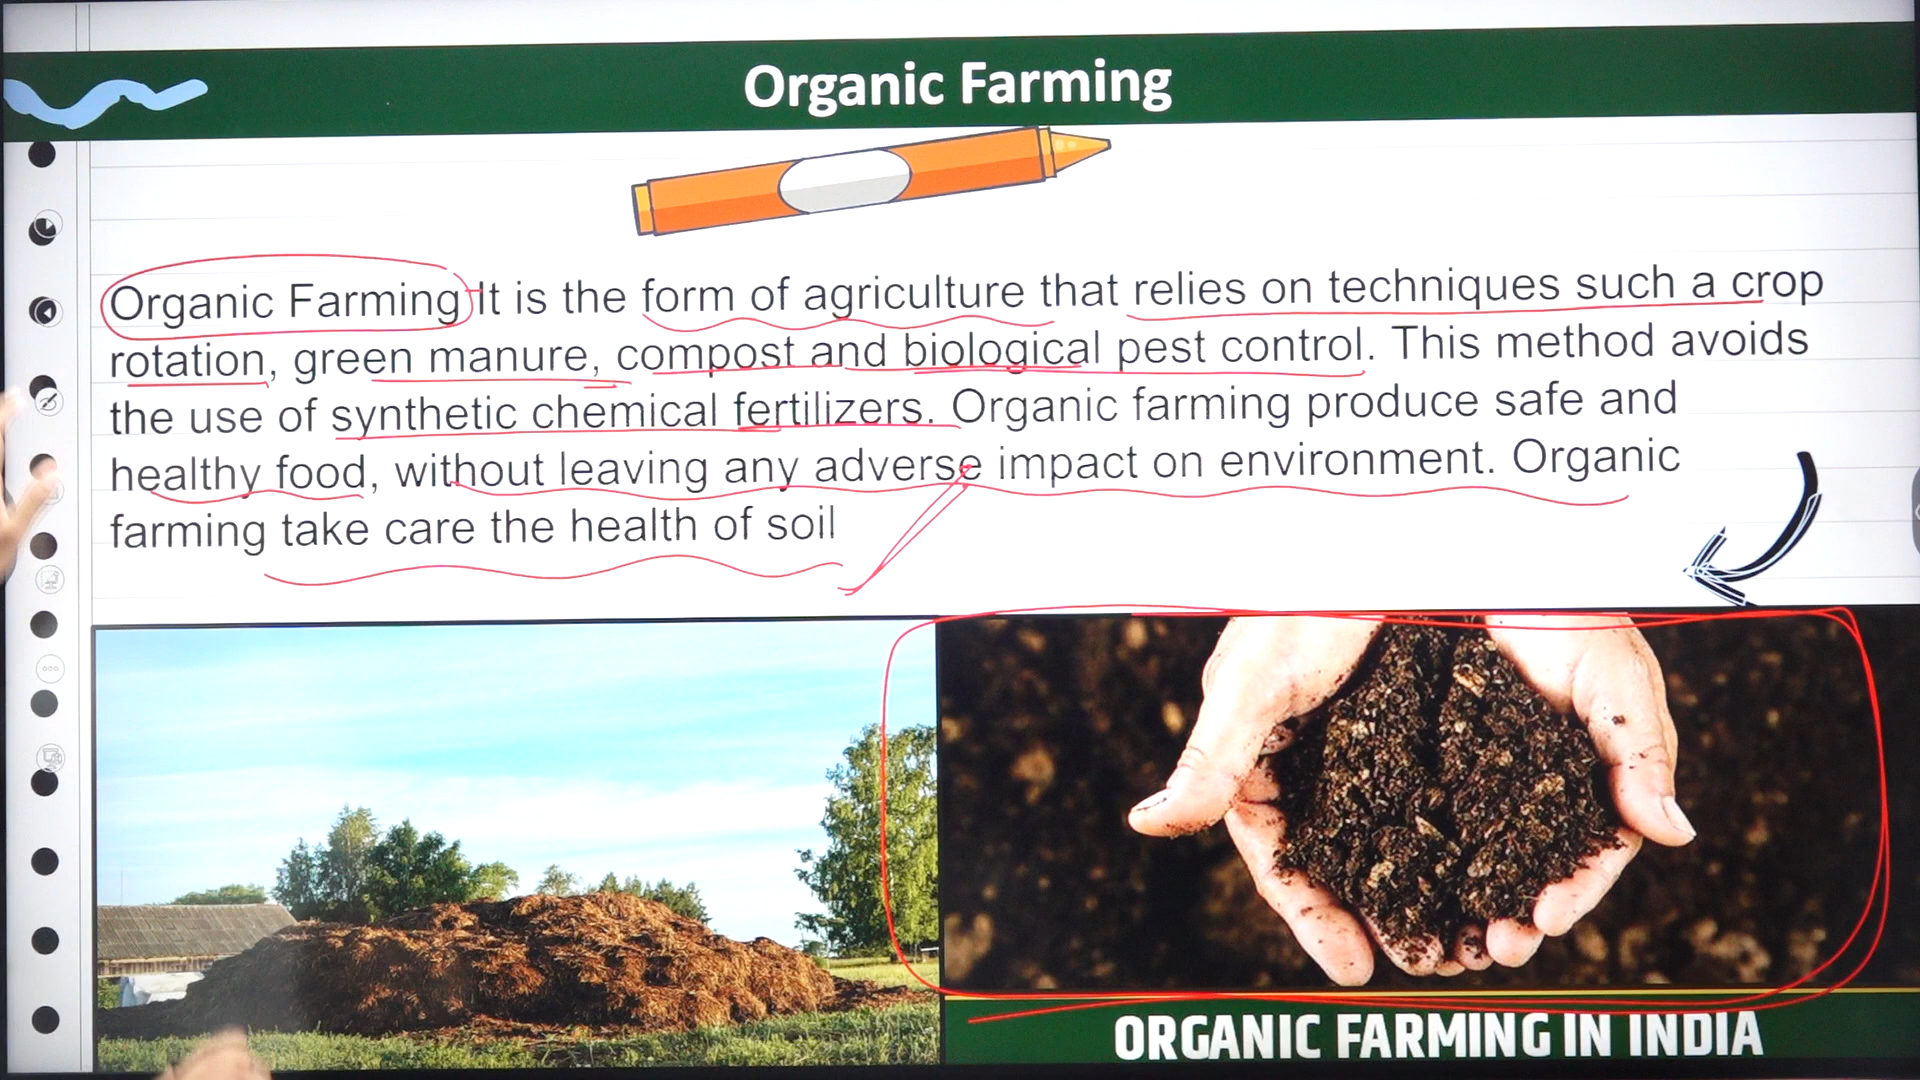 Organic Farming
Organic Farming It is the form of agriculture that relies on techniques such a crop
rotation, green manure, compost and biological pest control. This method avoids
the use of synthetic chemical fertilizers. Organic farming produce safe and
healthy food, without leaving any adverse impact on environment. Organic
farming take care the health of soil
ORGANIC FARMING IN INDIA